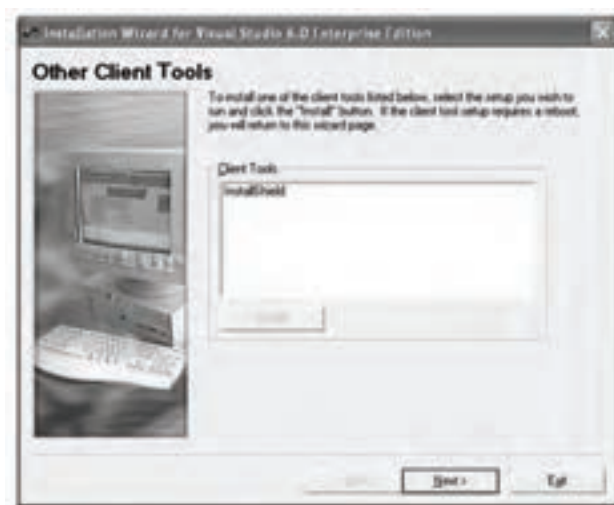 Installation Wizard for Visual Studio 6.0 Enterprise Edition
Other Client Tools
To install one of the client tools listed below, select the setup you wish to
run and click the "Install" button. If the client tool setup requires a reboot,
you will return to this wizard page.
Client Tools
InstallShield
Next >
Exit